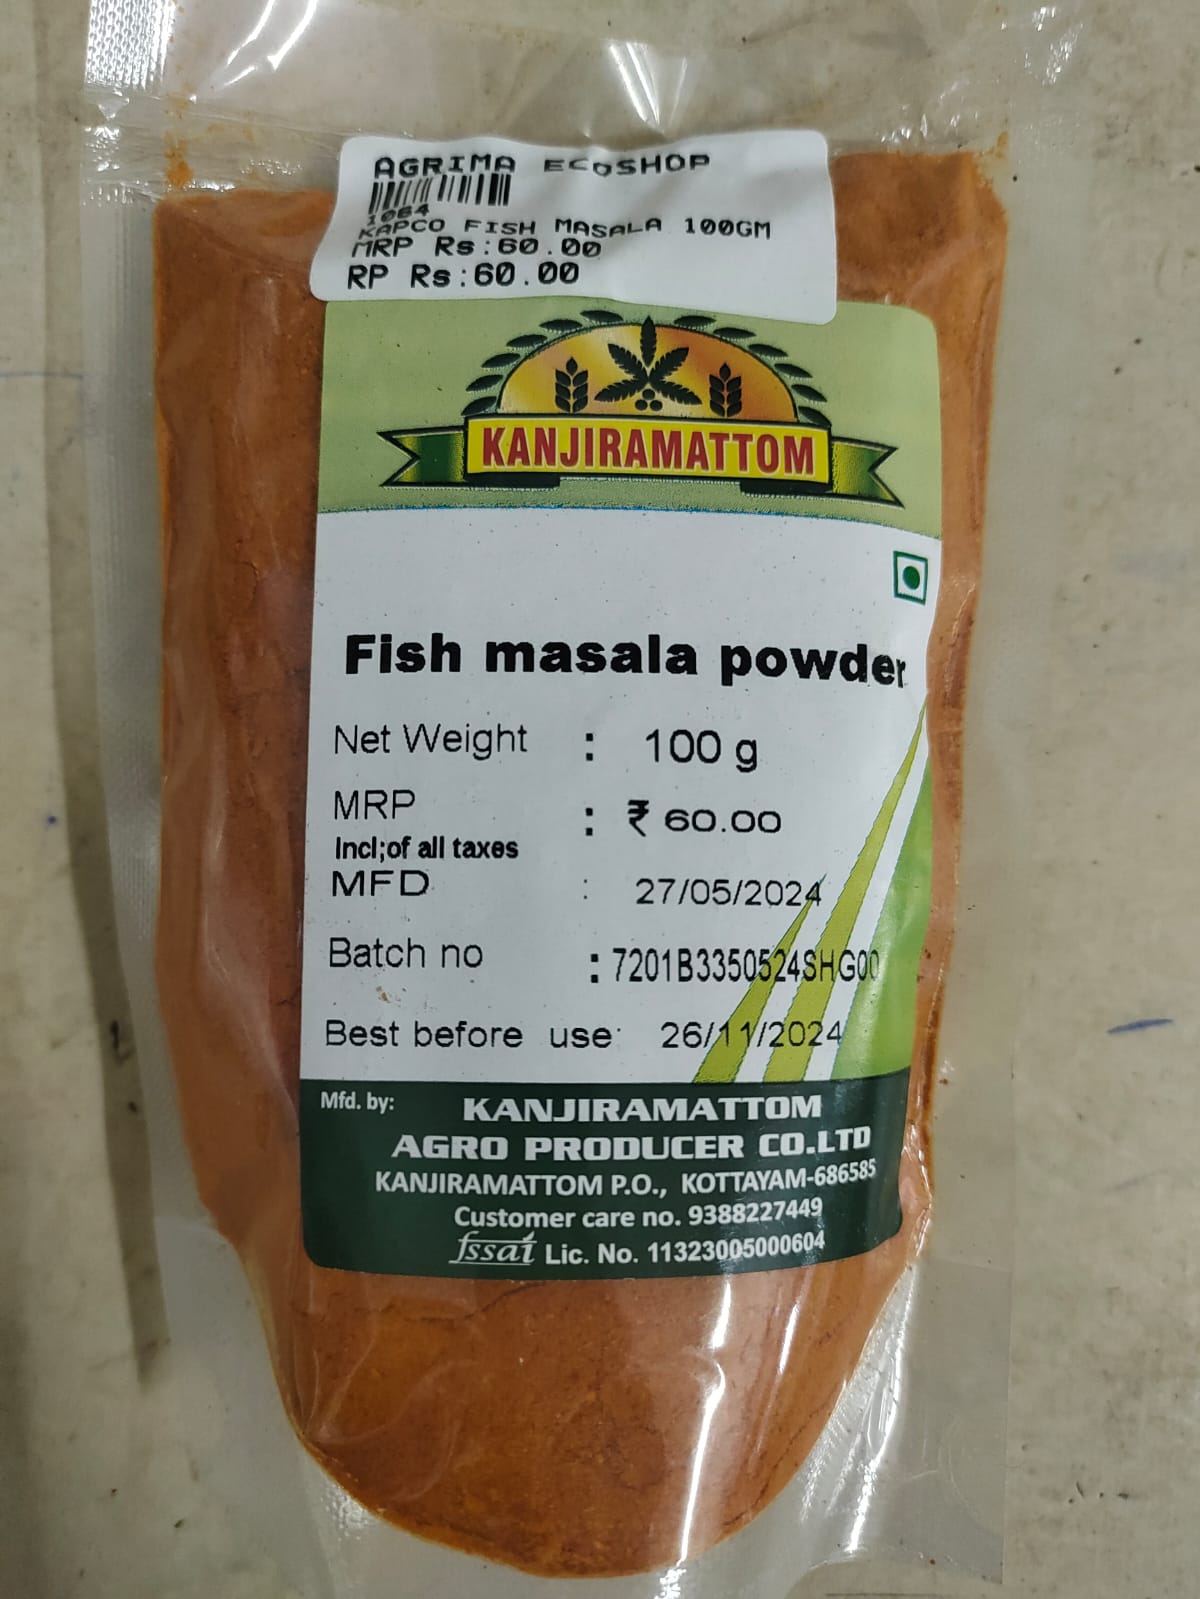 AGRIMA ECOSHOP
1064
KAPCO FISH MASALA 100GM
MRP Rs:60.00
RP Rs:60.00
KANJIRAMATTOM
Fish masala powder
Net Weight : 100 g
MRP : ₹ 60.00
Incl;of all taxes
MFD : 27/05/2024
Batch no : 7201B3350524SHG00
Best before use: 26/11/2024
Mfd. by: KANJIRAMATTOM
AGRO PRODUCER CO.LTD
KANJIRAMATTOM P.O., KOTTAYAM-686585
Customer care no. 9388227449
fssai Lic. No. 11323005000604